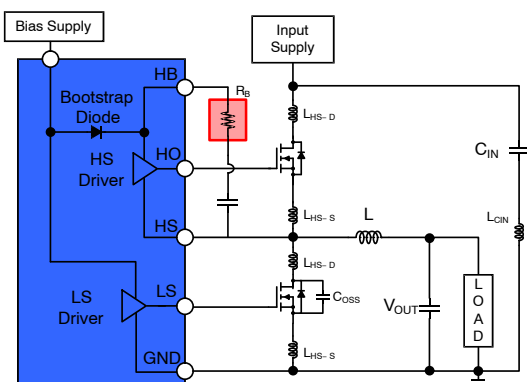 Bias Supply
Input
Supply
HB
R_B
Bootstrap
Diode
L_HS-D
HS
Driver
HO
C_IN
L_HS-S
L
L_CIN
HS
L_HS-D
LS
Driver
LS
C_OSS
V_OUT
L
O
A
D
L_HS-S
GND